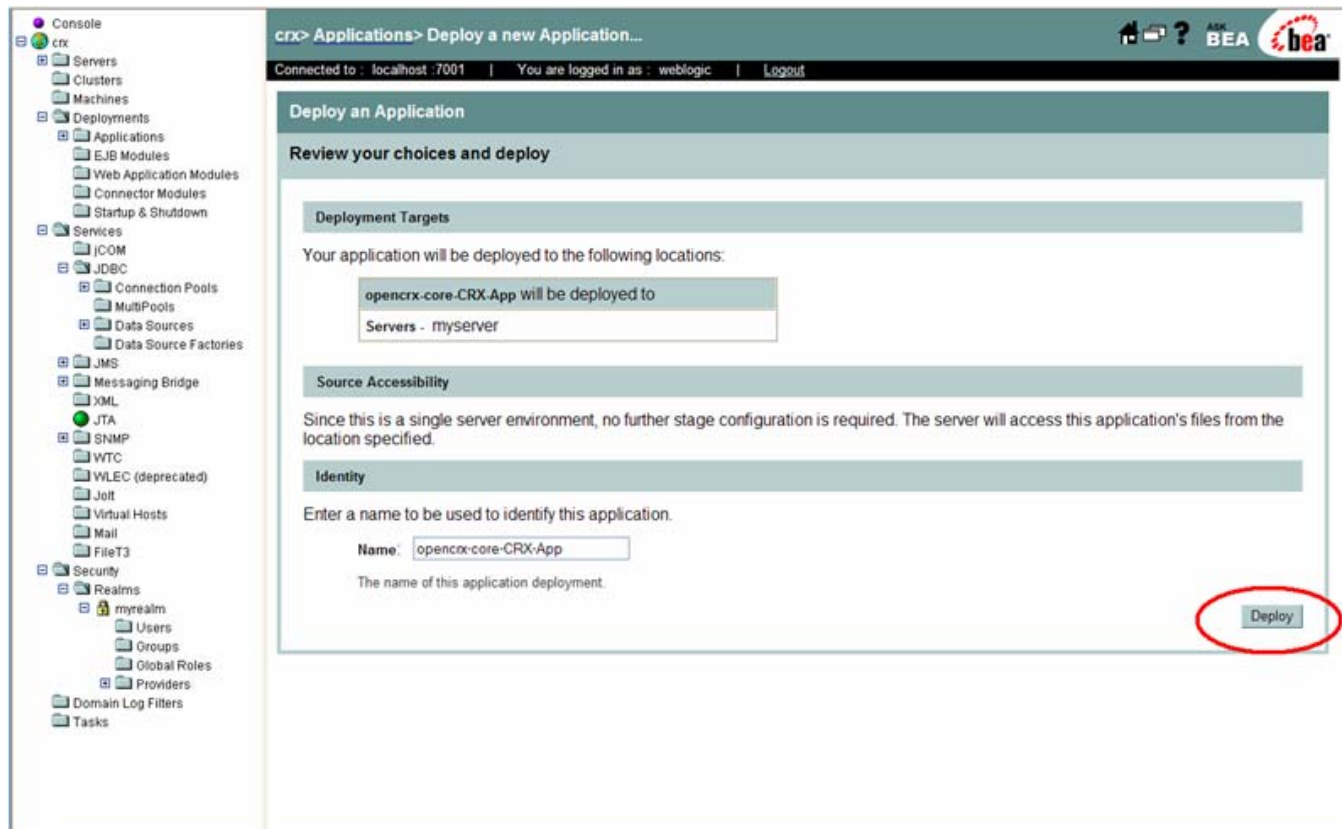 Console
crx
Servers
Clusters
Machines
Deployments
Applications
EJB Modules
Web Application Modules
Connector Modules
Startup & Shutdown
Services
jCOM
JDBC
Connection Pools
MultiPools
Data Sources
Data Source Factories
JMS
Messaging Bridge
XML
JTA
SNMP
WTC
WLEC (deprecated)
Jolt
Virtual Hosts
Mail
FileT3
Security
Realms
myrealm
Users
Groups
Global Roles
Providers
Domain Log Filters
Tasks
crx> Applications> Deploy a new Application...
? ASK BEA bea
Connected to : localhost :7001 | You are logged in as : weblogic | Logout
Deploy an Application
Review your choices and deploy
Deployment Targets
Your application will be deployed to the following locations:
opencrx-core-CRX-App will be deployed to
Servers - myserver
Source Accessibility
Since this is a single server environment, no further stage configuration is required. The server will access this application's files from the
location specified.
Identity
Enter a name to be used to identify this application.
Name: opencrx-core-CRX-App
The name of this application deployment.
Deploy